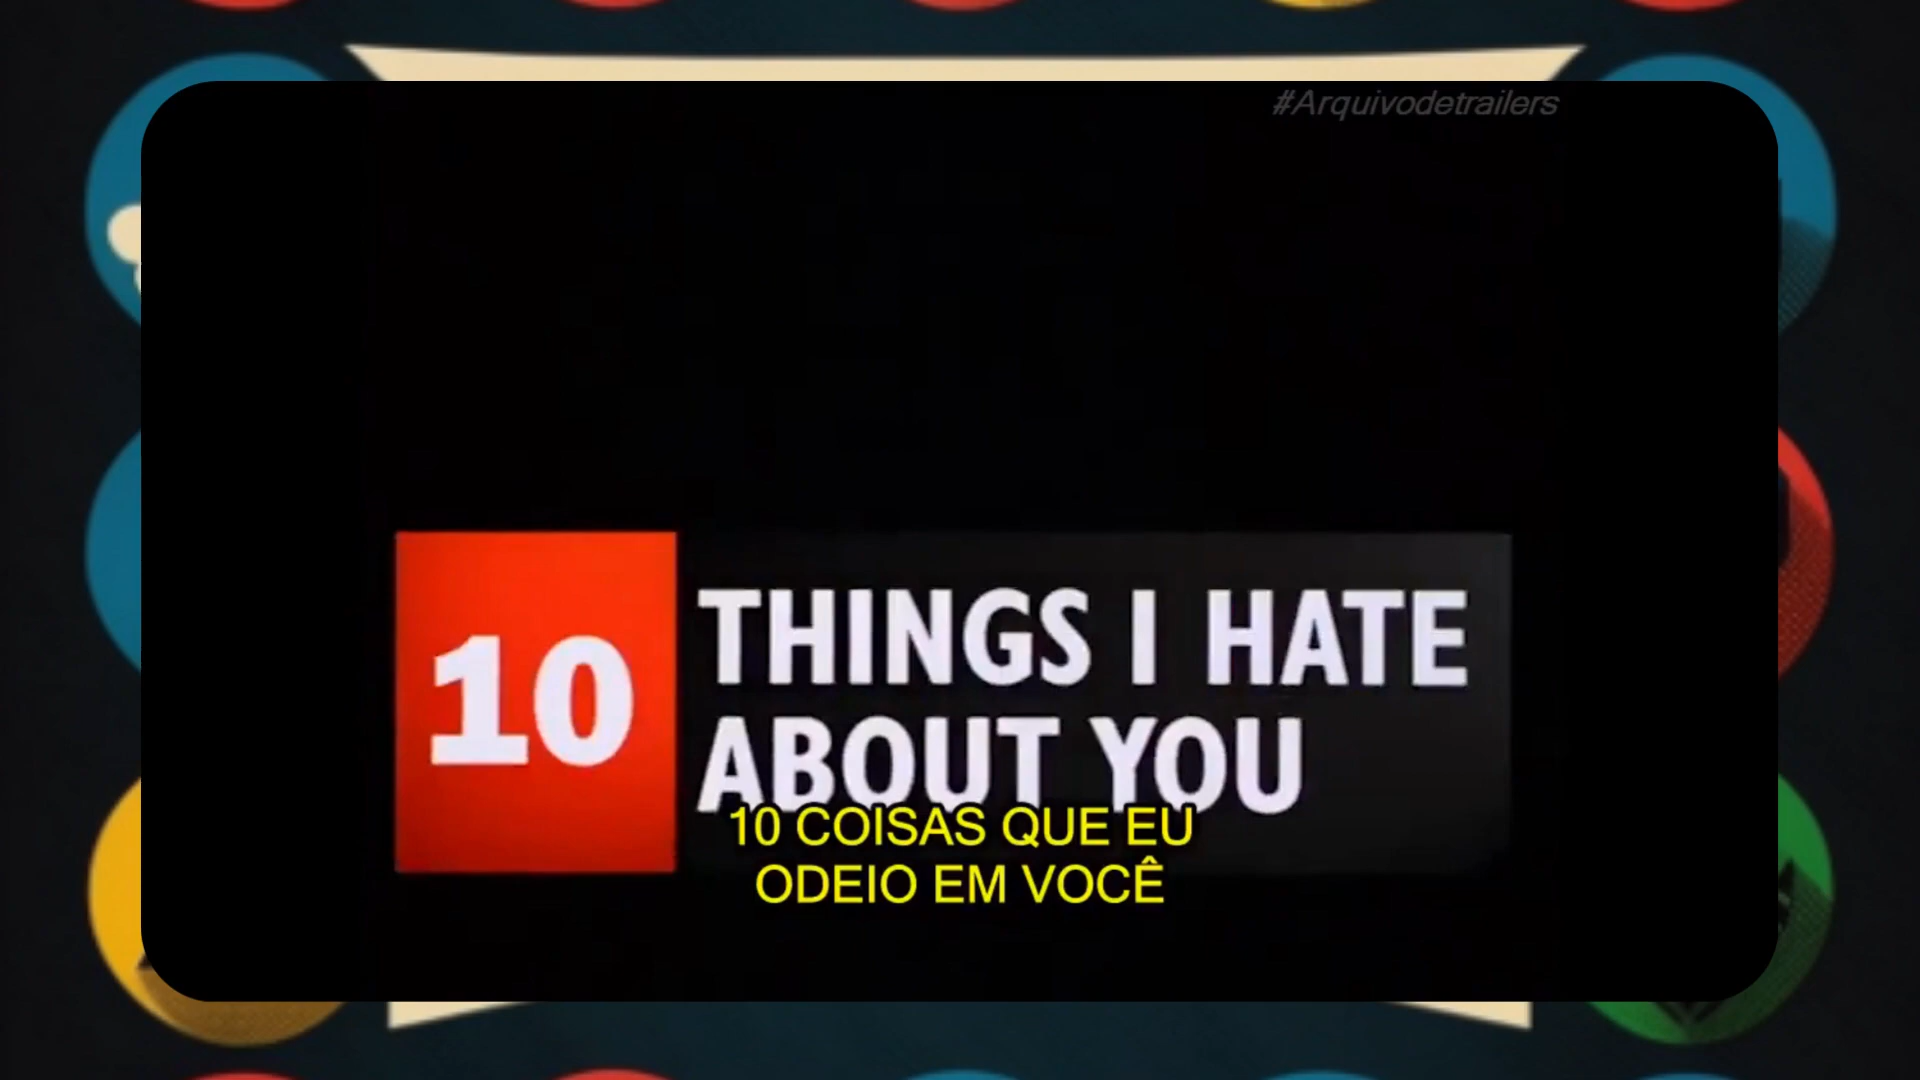 #Arquivodetrailers
10
THINGS I HATE
ABOUT YOU
10 COISAS QUE EU
ODEIO EM VOCÊ